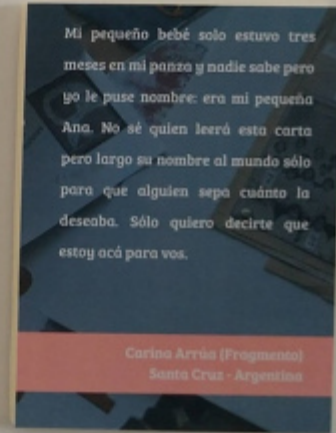 Mi pequeño bebé solo estuvo tres
meses en mi panza y nadie sabe pero
yo le puse nombre: era mi pequeña
Ana. No sé quien leerá esta carta
pero largo su nombre al mundo sólo
para que alguien sepa cuánto la
deseaba. Sólo quiero decirte que
estoy acá para vos.
Carina Arrúa (Fragmento)
Santa Cruz - Argentina